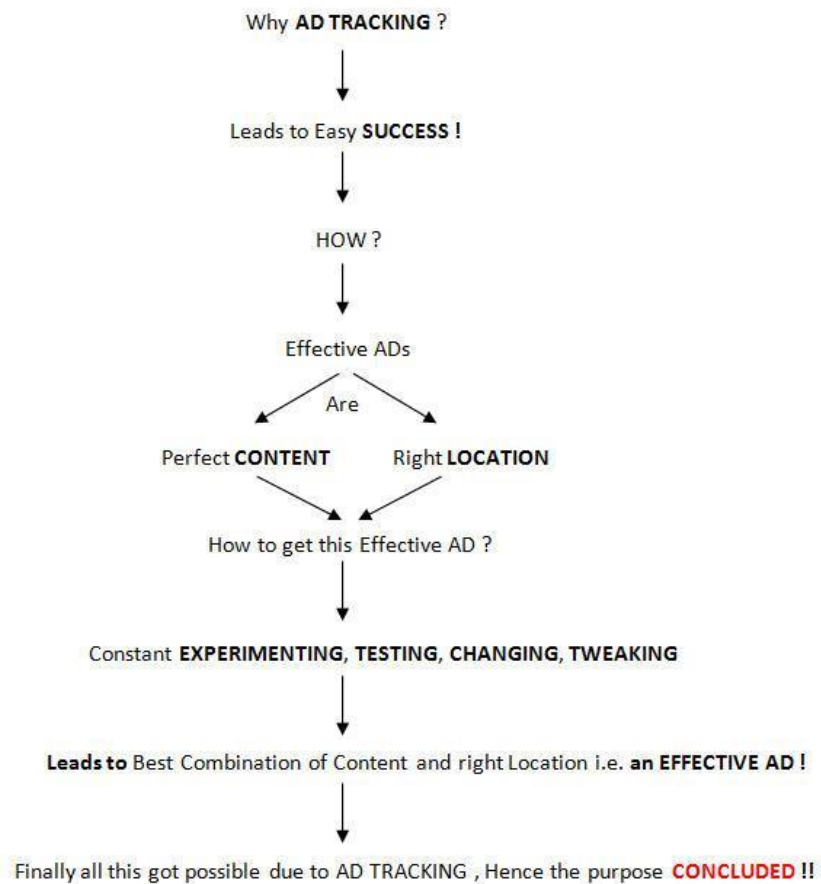 Why AD TRACKING ?
Leads to Easy SUCCESS !
HOW ?
Effective ADs
Are
Perfect CONTENT
Right LOCATION
How to get this Effective AD ?
Constant EXPERIMENTING, TESTING, CHANGING, TWEAKING
Leads to Best Combination of Content and right Location i.e. an EFFECTIVE AD !
Finally all this got possible due to AD TRACKING , Hence the purpose CONCLUDED !!